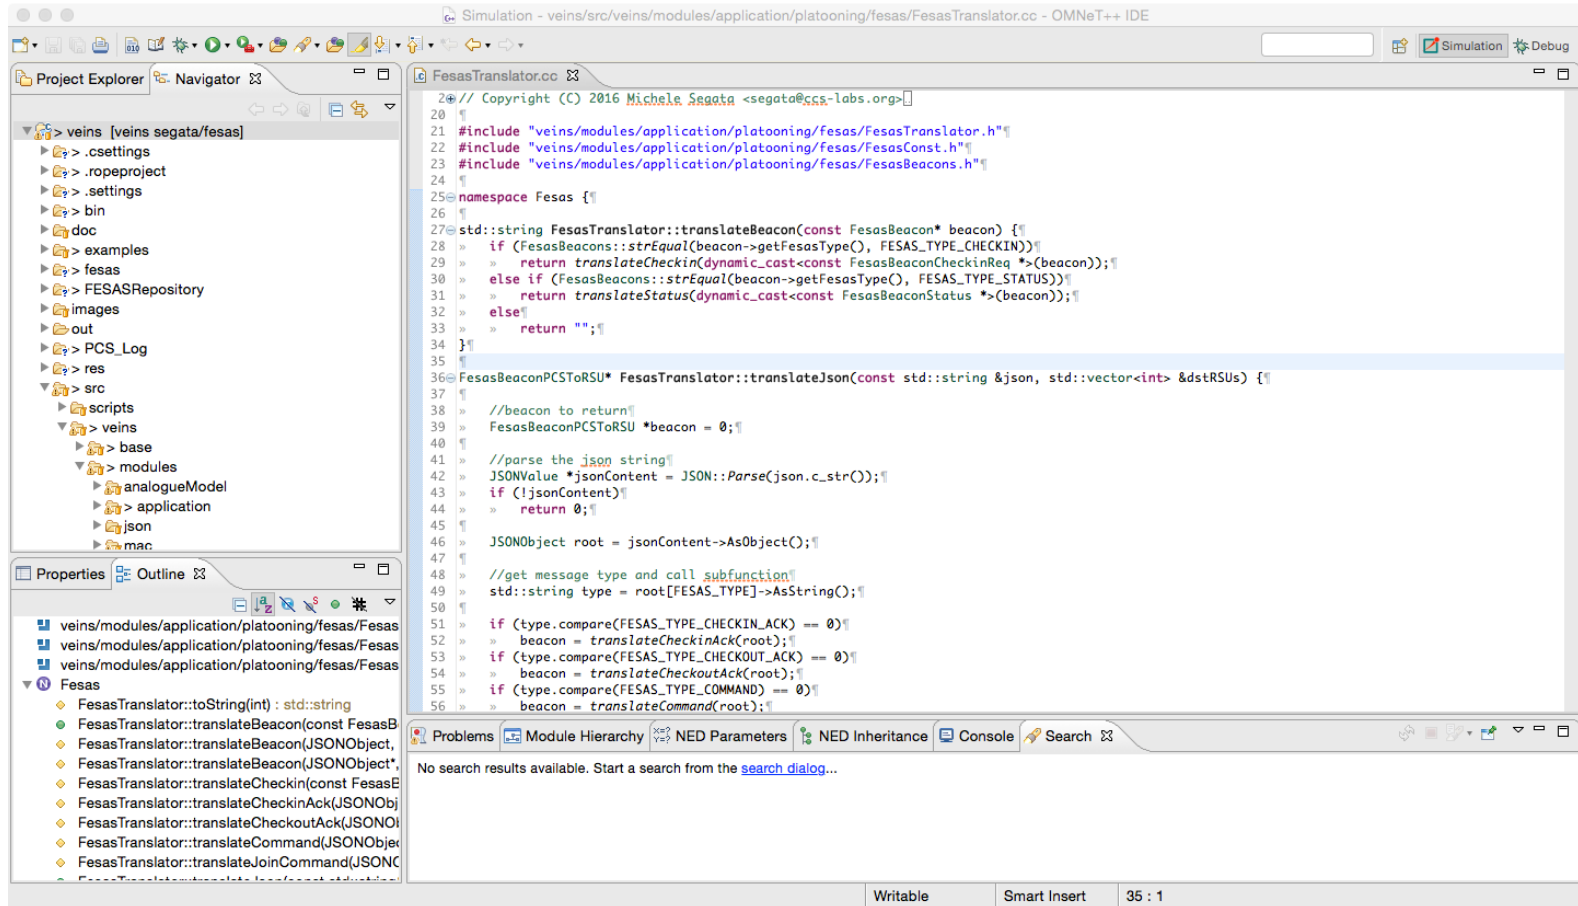 Simulation - veins/src/veins/modules/application/platooning/fesas/FesasTranslator.cc - OMNeT++ IDE
Simulation Debug
Project Explorer Navigator
> veins [veins segata/fesas]
> .csettings
> .ropeproject
> .settings
> bin
doc
> examples
> fesas
> FESASRepository
images
out
> PCS_Log
> res
> src
scripts
> veins
> base
> modules
analogueModel
> application
json
mac
Properties Outline
veins/modules/application/platooning/fesas/Fesas
veins/modules/application/platooning/fesas/Fesas
veins/modules/application/platooning/fesas/Fesas
Fesas
FesasTranslator::toString(int) : std::string
FesasTranslator::translateBeacon(const FesasB
FesasTranslator::translateBeacon(JSONObject,
FesasTranslator::translateBeacon(JSONObject*,
FesasTranslator::translateCheckin(const FesasB
FesasTranslator::translateCheckinAck(JSONObj
FesasTranslator::translateCheckoutAck(JSONO
FesasTranslator::translateCommand(JSONObje
FesasTranslator::translateJoinCommand(JSONO
FesasTranslator.cc
2 // Copyright (C) 2016 Michele Segata <segata@ccs-labs.org>
20 ¶
21 #include "veins/modules/application/platooning/fesas/FesasTranslator.h"¶
22 #include "veins/modules/application/platooning/fesas/FesasConst.h"¶
23 #include "veins/modules/application/platooning/fesas/FesasBeacons.h"¶
24 ¶
25 namespace Fesas {¶
26 ¶
27 std::string FesasTranslator::translateBeacon(const FesasBeacon* beacon) {¶
28 » if (FesasBeacons::strEqual(beacon->getFesasType(), FESAS_TYPE_CHECKIN))¶
29 » » return translateCheckin(dynamic_cast<const FesasBeaconCheckinReq *>(beacon));¶
30 » else if (FesasBeacons::strEqual(beacon->getFesasType(), FESAS_TYPE_STATUS))¶
31 » » return translateStatus(dynamic_cast<const FesasBeaconStatus *>(beacon));¶
32 » else¶
33 » » return "";¶
34 }¶
35 ¶
36 FesasBeaconPCSToRSU* FesasTranslator::translateJson(const std::string &json, std::vector<int> &dstRSUs) {¶
37 ¶
38 » //beacon to return¶
39 » FesasBeaconPCSToRSU *beacon = 0;¶
40 ¶
41 » //parse the json string¶
42 » JSONValue *jsonContent = JSON::Parse(json.c_str());¶
43 » if (!jsonContent)¶
44 » » return 0;¶
45 ¶
46 » JSONObject root = jsonContent->AsObject();¶
47 ¶
48 » //get message type and call subfunction¶
49 » std::string type = root[FESAS_TYPE]->AsString();¶
50 ¶
51 » if (type.compare(FESAS_TYPE_CHECKIN_ACK) == 0)¶
52 » » beacon = translateCheckinAck(root);¶
53 » if (type.compare(FESAS_TYPE_CHECKOUT_ACK) == 0)¶
54 » » beacon = translateCheckoutAck(root);¶
55 » if (type.compare(FESAS_TYPE_COMMAND) == 0)¶
56 » » beacon = translateCommand(root);¶
Problems Module Hierarchy NED Parameters NED Inheritance Console Search
No search results available. Start a search from the search dialog...
Writable Smart Insert 35 : 1